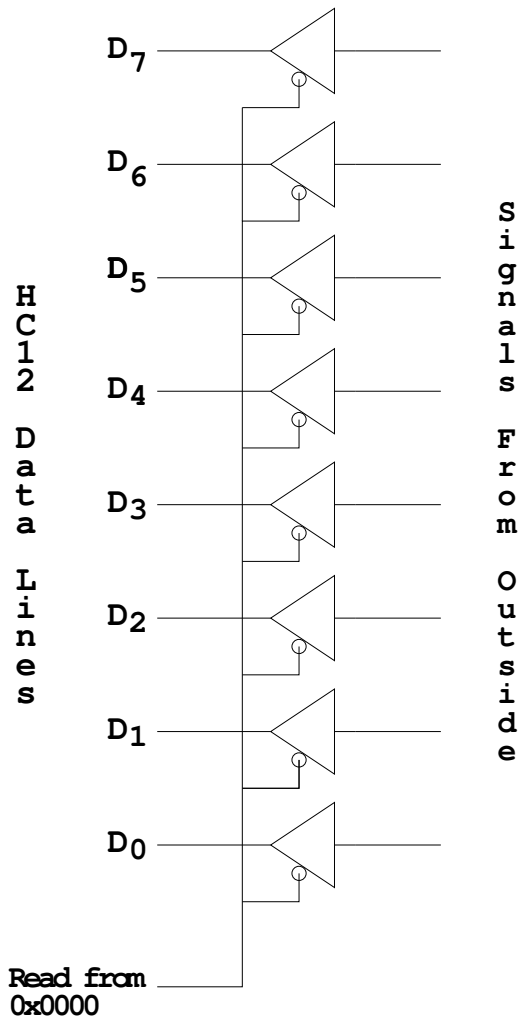 D7
D6
D5
D4
D3
D2
D1
D0
HC12 Data Lines
Signals From Outside
Read from
0x0000